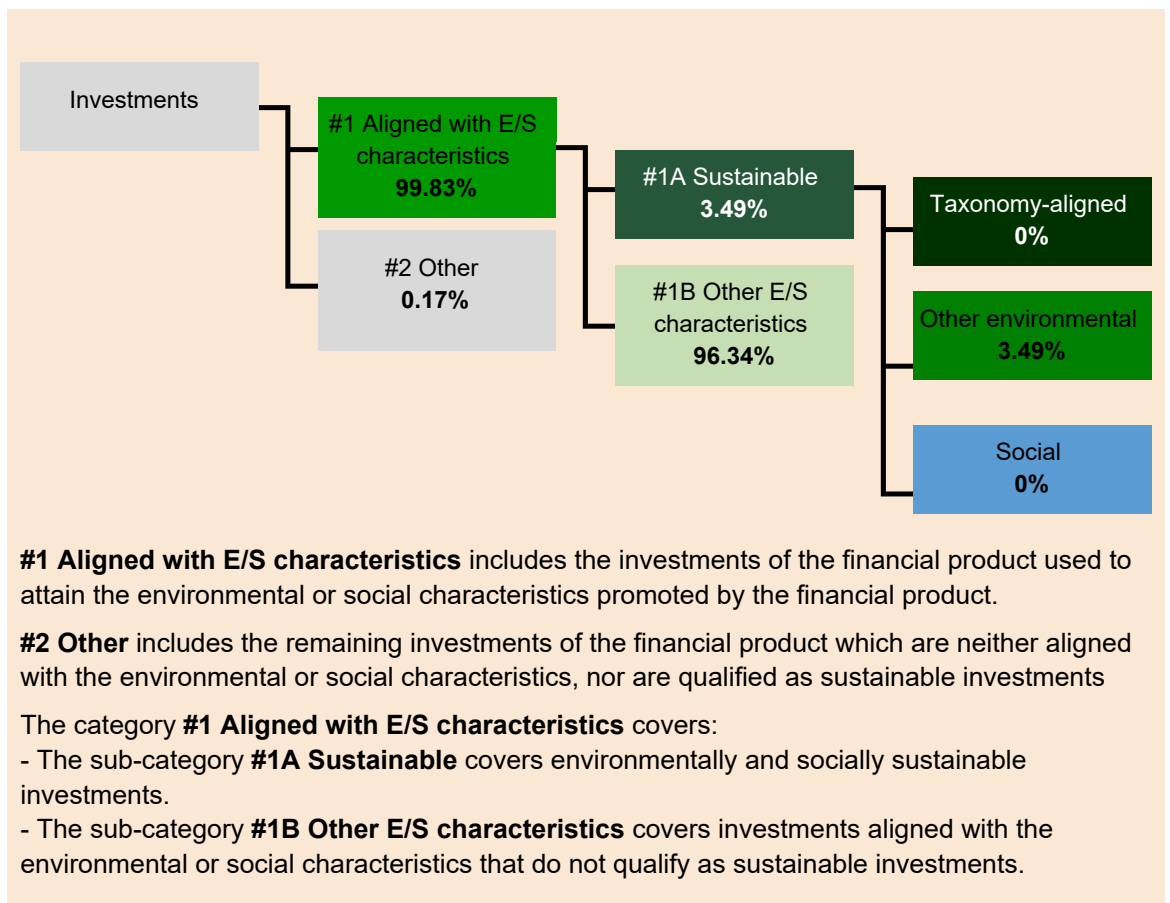 Investments
#1 Aligned with E/S
characteristics
99.83%
#2 Other
0.17%
#1A Sustainable
3.49%
#1B Other E/S
characteristics
96.34%
Taxonomy-aligned
0%
Other environmental
3.49%
Social
0%
#1 Aligned with E/S characteristics includes the investments of the financial product used to
attain the environmental or social characteristics promoted by the financial product.
#2 Other includes the remaining investments of the financial product which are neither aligned
with the environmental or social characteristics, nor are qualified as sustainable investments
The category #1 Aligned with E/S characteristics covers:
- The sub-category #1A Sustainable covers environmentally and socially sustainable
investments.
- The sub-category #1B Other E/S characteristics covers investments aligned with the
environmental or social characteristics that do not qualify as sustainable investments.